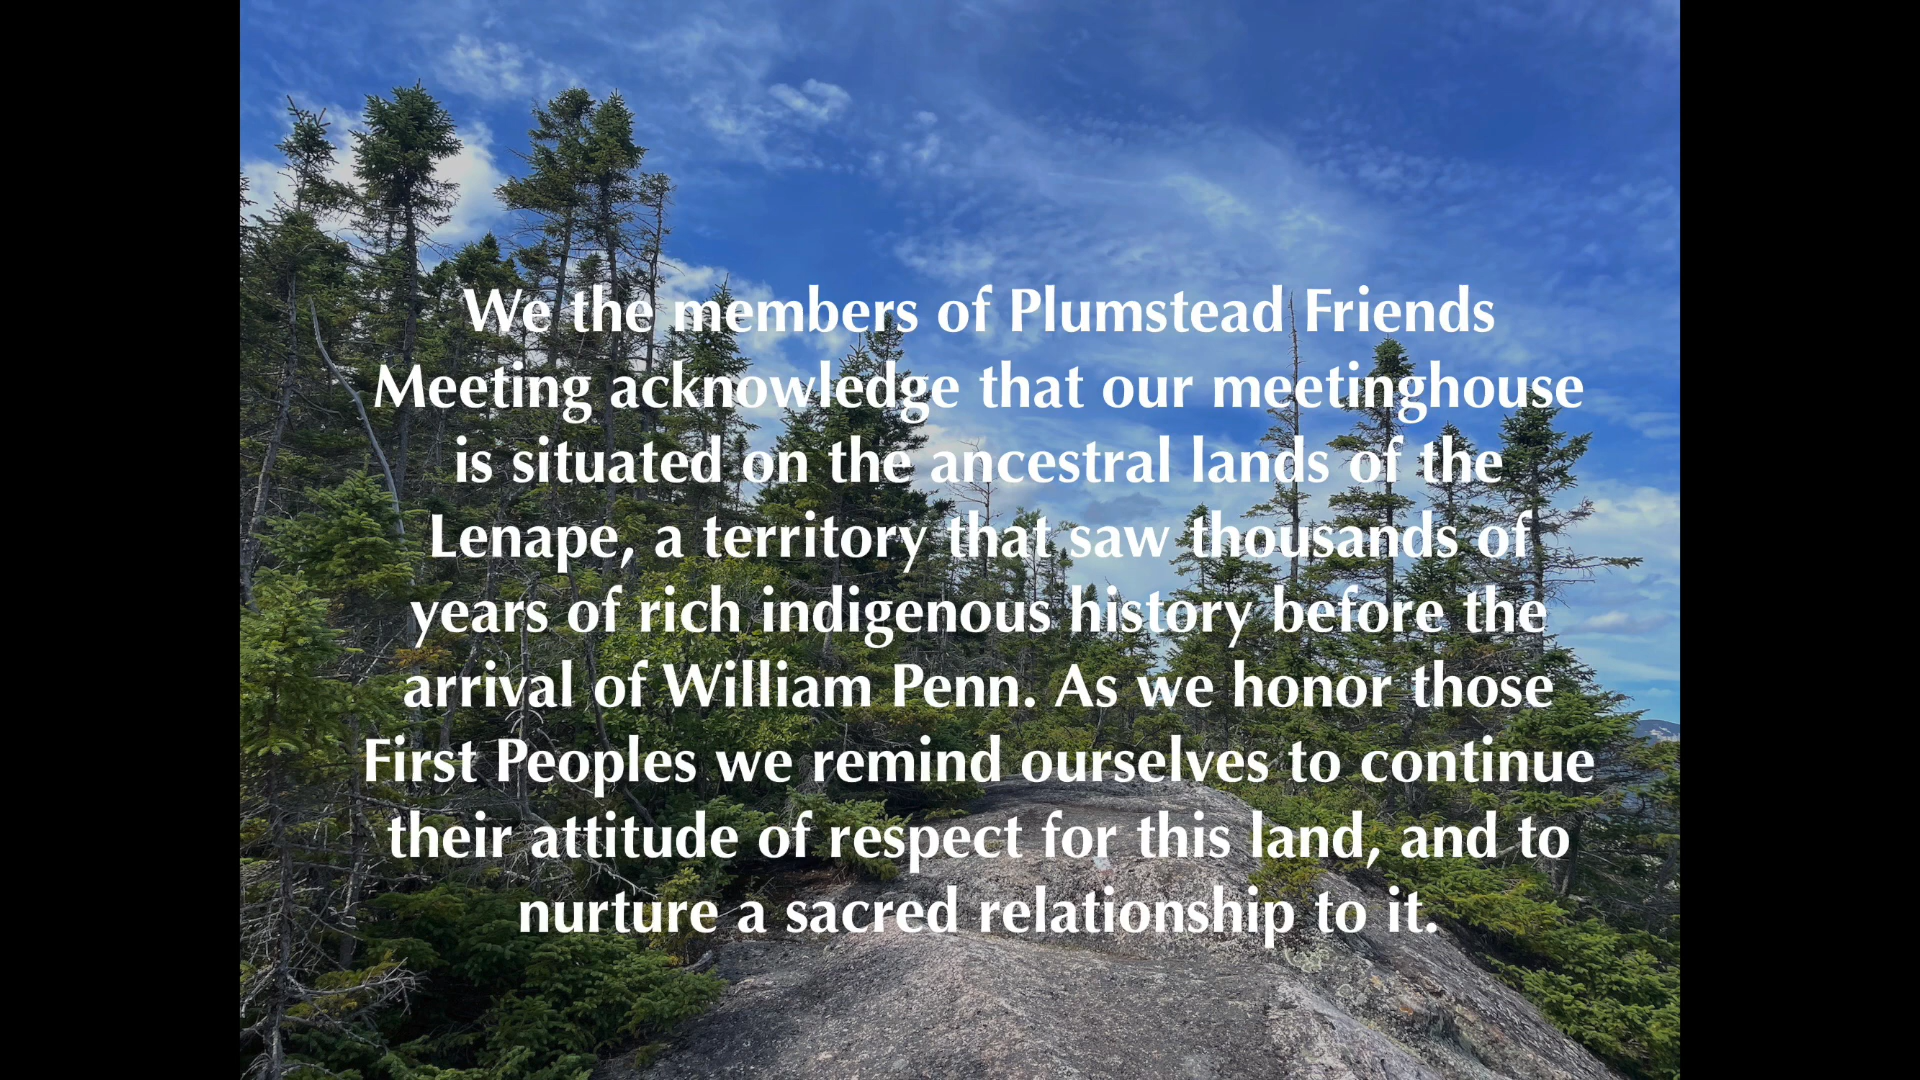 We the members of Plumstead Friends
Meeting acknowledge that our meetinghouse
is situated on the ancestral lands of the
Lenape, a territory that saw thousands of
years of rich indigenous history before the
arrival of William Penn. As we honor those
First Peoples we remind ourselves to continue
their attitude of respect for this land, and to
nurture a sacred relationship to it.